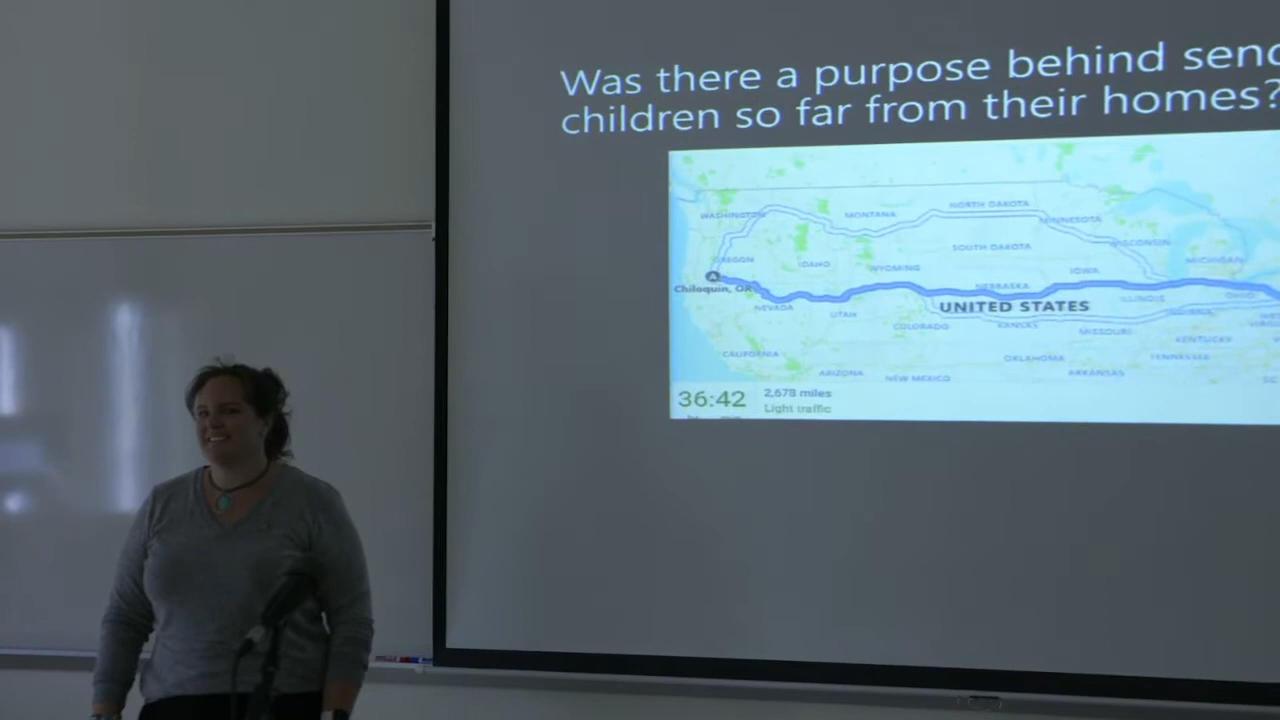 Was there a purpose behind
children so far from their homes?
WASHINGTON
MONTANA
NORTH DAKOTA
MINNESOTA
OREGON
IDAHO
SOUTH DAKOTA
WISCONSIN
MICHIGAN
WYOMING
Chiloquin, OR
NEBRASKA
IOWA
NEVADA
UTAH
UNITED STATES
ILLINOIS
OHIO
COLORADO
KANSAS
MISSOURI
KENTUCKY
CALIFORNIA
OKLAHOMA
TENNESSEE
ARIZONA
NEW MEXICO
ARKANSAS
36:42
2,678 miles
Light traffic